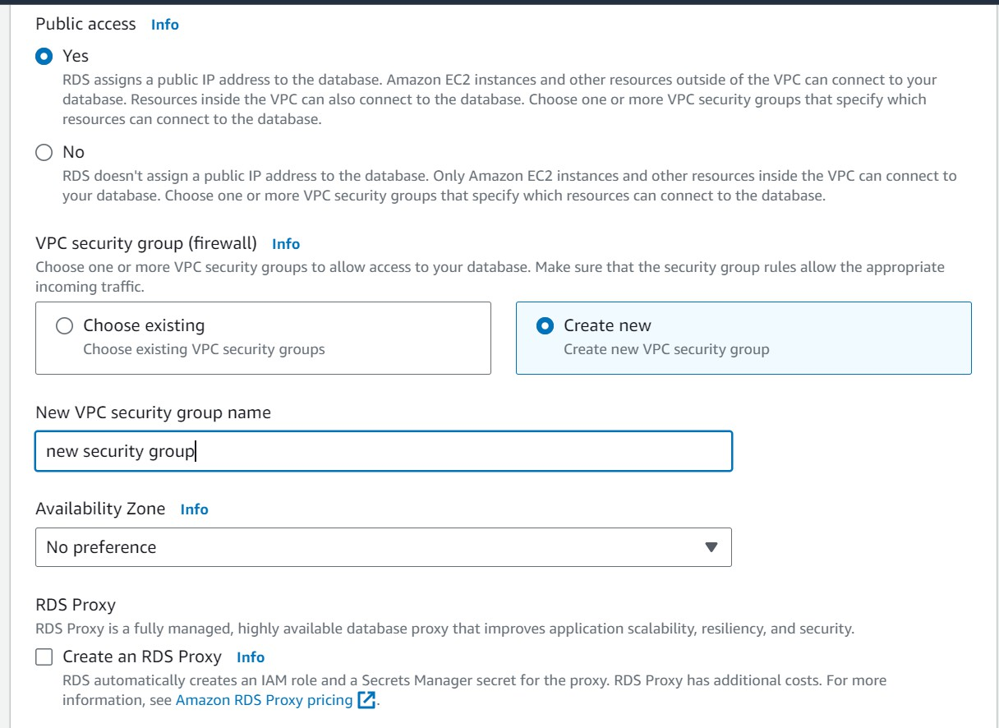 Public access Info
Yes
RDS assigns a public IP address to the database. Amazon EC2 instances and other resources outside of the VPC can connect to your
database. Resources inside the VPC can also connect to the database. Choose one or more VPC security groups that specify which
resources can connect to the database.
No
RDS doesn't assign a public IP address to the database. Only Amazon EC2 instances and other resources inside the VPC can connect to
your database. Choose one or more VPC security groups that specify which resources can connect to the database.
VPC security group (firewall) Info
Choose one or more VPC security groups to allow access to your database. Make sure that the security group rules allow the appropriate
incoming traffic.
Choose existing
Choose existing VPC security groups
Create new
Create new VPC security group
New VPC security group name
new security group
Availability Zone Info
No preference
RDS Proxy
RDS Proxy is a fully managed, highly available database proxy that improves application scalability, resiliency, and security.
Create an RDS Proxy Info
RDS automatically creates an IAM role and a Secrets Manager secret for the proxy. RDS Proxy has additional costs. For more
information, see Amazon RDS Proxy pricing.